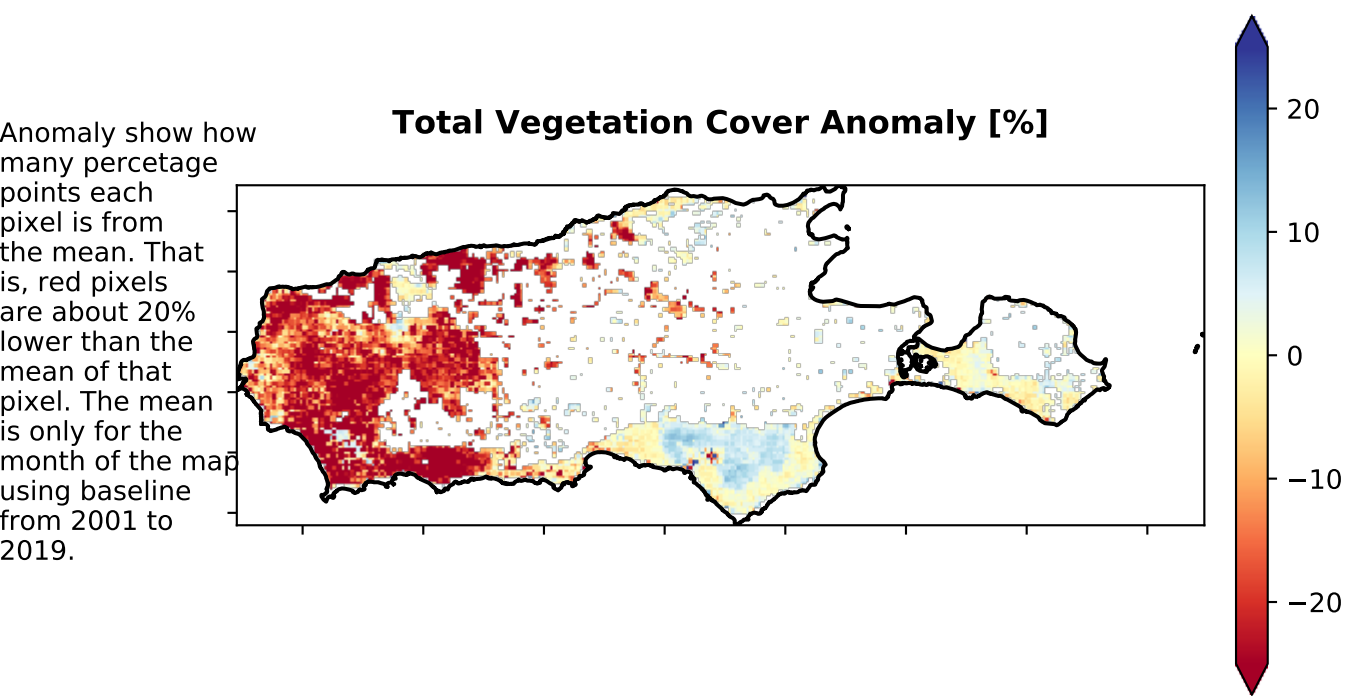 Total Vegetation Cover Anomaly [%]
Anomaly show how
many percetage
points each
pixel is from
the mean. That
is, red pixels
are about 20%
lower than the
mean of that
pixel. The mean
is only for the
month of the map
using baseline
from 2001 to
2019.
20
10
0
−10
−20